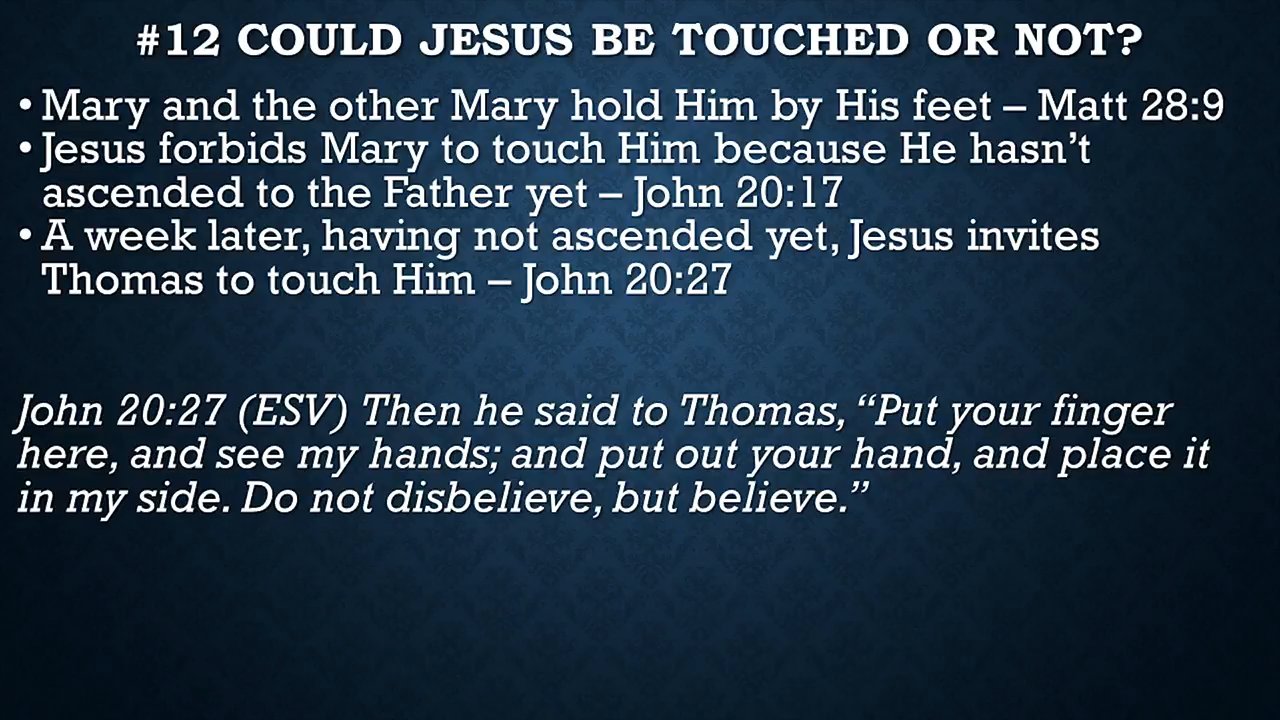 #12 COULD JESUS BE TOUCHED OR NOT?
• Mary and the other Mary hold Him by His feet – Matt 28:9
• Jesus forbids Mary to touch Him because He hasn’t
ascended to the Father yet – John 20:17
• A week later, having not ascended yet, Jesus invites
Thomas to touch Him – John 20:27
John 20:27 (ESV) Then he said to Thomas, “Put your finger
here, and see my hands; and put out your hand, and place it
in my side. Do not disbelieve, but believe.”